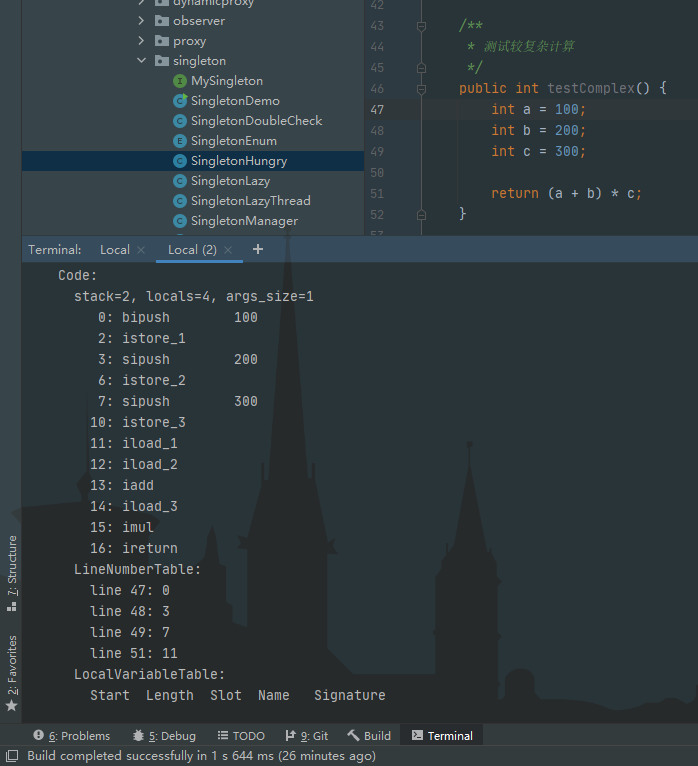 dynamicproxy
observer
proxy
singleton
MySingleton
SingletonDemo
SingletonDoubleCheck
SingletonEnum
SingletonHungry
SingletonLazy
SingletonLazyThread
SingletonManager
42
43 /**
44 * 测试较复杂计算
45 */
46 public int testComplex() {
47 int a = 100;
48 int b = 200;
49 int c = 300;
50
51 return (a + b) * c;
52 }
53
Terminal: Local × Local (2) × +
Code:
stack=2, locals=4, args_size=1
0: bipush 100
2: istore_1
3: sipush 200
6: istore_2
7: sipush 300
10: istore_3
11: iload_1
12: iload_2
13: iadd
14: iload_3
15: imul
16: ireturn
LineNumberTable:
line 47: 0
line 48: 3
line 49: 7
line 51: 11
LocalVariableTable:
Start Length Slot Name Signature
7: Structure
2: Favorites
6: Problems 5: Debug TODO 9: Git Build Terminal
Build completed successfully in 1 s 644 ms (26 minutes ago)